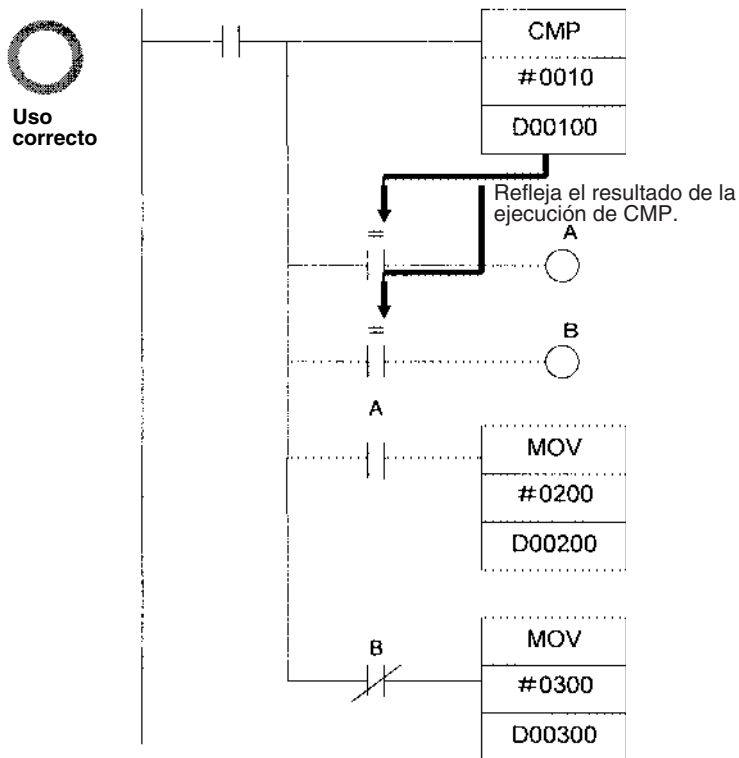 Uso
correcto
CMP
#0010
D00100
Refleja el resultado de la
ejecución de CMP.
=
A
=
B
A
MOV
#0200
D00200
B
MOV
#0300
D00300